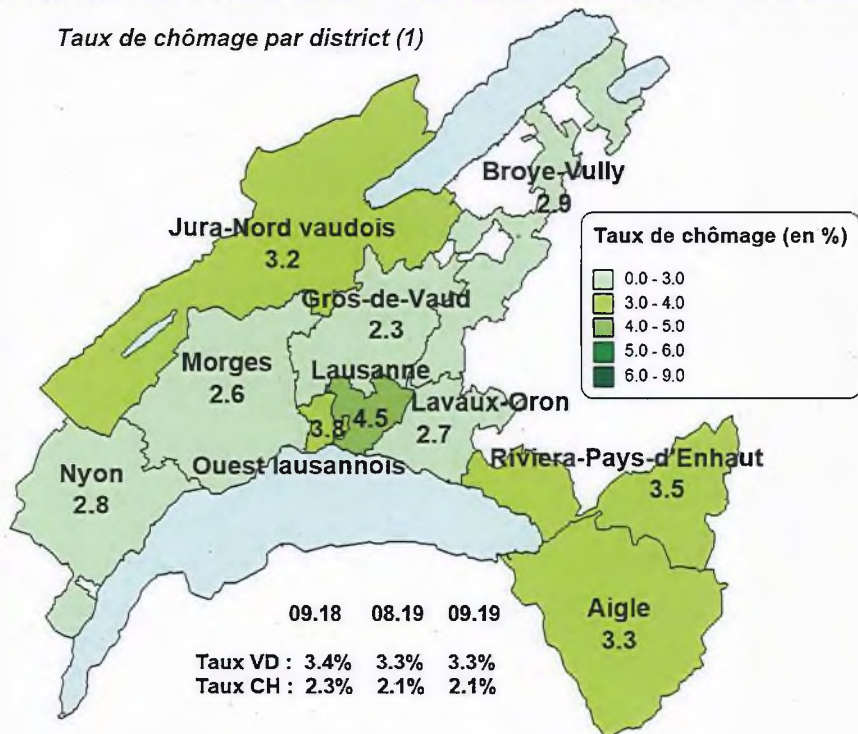 Taux de chômage par district (1)
Broye-Vully
2.9
Taux de chômage (en %)
0.0 - 3.0
3.0 - 4.0
4.0 - 5.0
5.0 - 6.0
6.0 - 9.0
Jura-Nord vaudois
3.2
Gros-de-Vaud
2.3
Morges
2.6
Lausanne
4.5
3.8
Lavaux-Oron
2.7
Ouest lausannois
Riviera-Pays-d'Enhaut
3.5
Nyon
2.8
Aigle
3.3
09.18 08.19 09.19
Taux VD : 3.4% 3.3% 3.3%
Taux CH : 2.3% 2.1% 2.1%